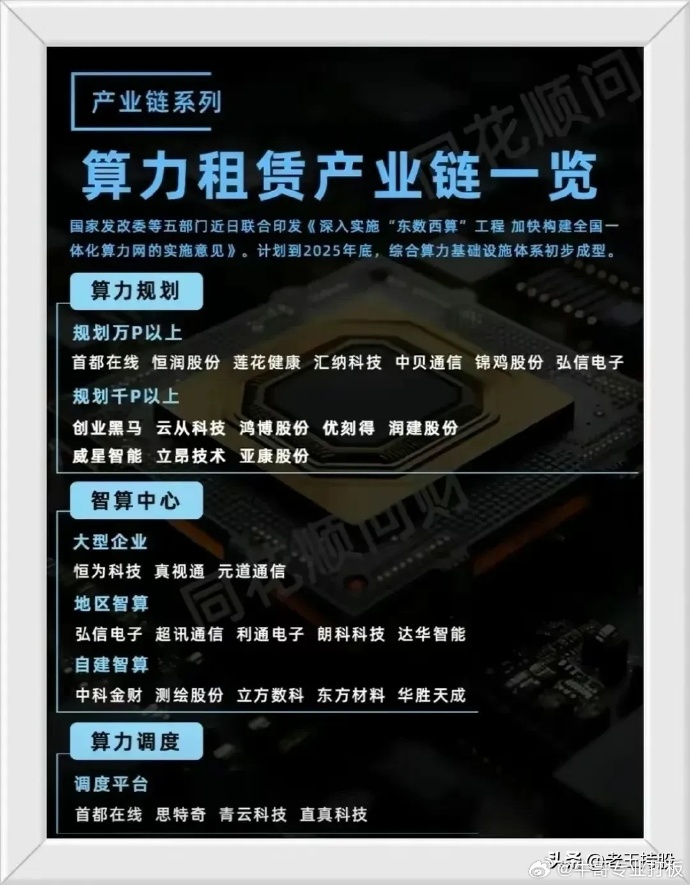 产业链系列
算力租赁产业链一览
国家发改委等五部门近日联合印发《深入实施“东数西算”工程 加快构建全国一
体化算力网的实施意见》。计划到2025年底，综合算力基础设施体系初步成型。
算力规划
规划万P以上
首都在线 恒润股份 莲花健康 汇纳科技 中贝通信 锦鸡股份 弘信电子
规划千P以上
创业黑马 云从科技 鸿博股份 优刻得 润建股份
威星智能 立昂技术 亚康股份
智算中心
大型企业
恒为科技 真视通 元道通信
地区智算
弘信电子 超讯通信 利通电子 朗科科技 达华智能
自建智算
中科金财 测绘股份 立方数科 东方材料 华胜天成
算力调度
调度平台
首都在线 思特奇 青云科技 直真科技
同花顺问
同花顺问财
头条 @老王持股
@牛哥专业打板